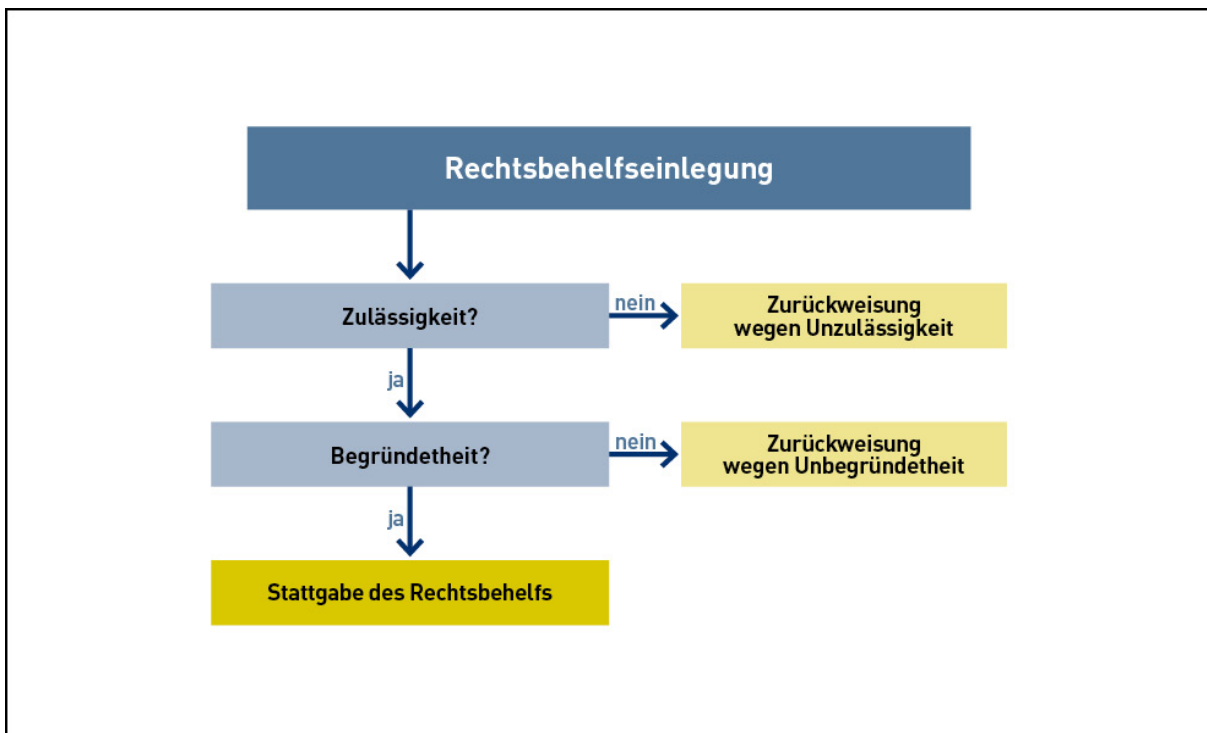 Rechtsbehelfseinlegung
Zulässigkeit?
nein
Zurückweisung
wegen Unzulässigkeit
ja
Begründetheit?
nein
Zurückweisung
wegen Unbegründetheit
ja
Stattgabe des Rechtsbehelfs